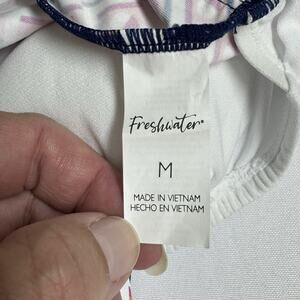 Freshwater®
M
MADE IN VIETNAM
HECHO EN VIETNAM